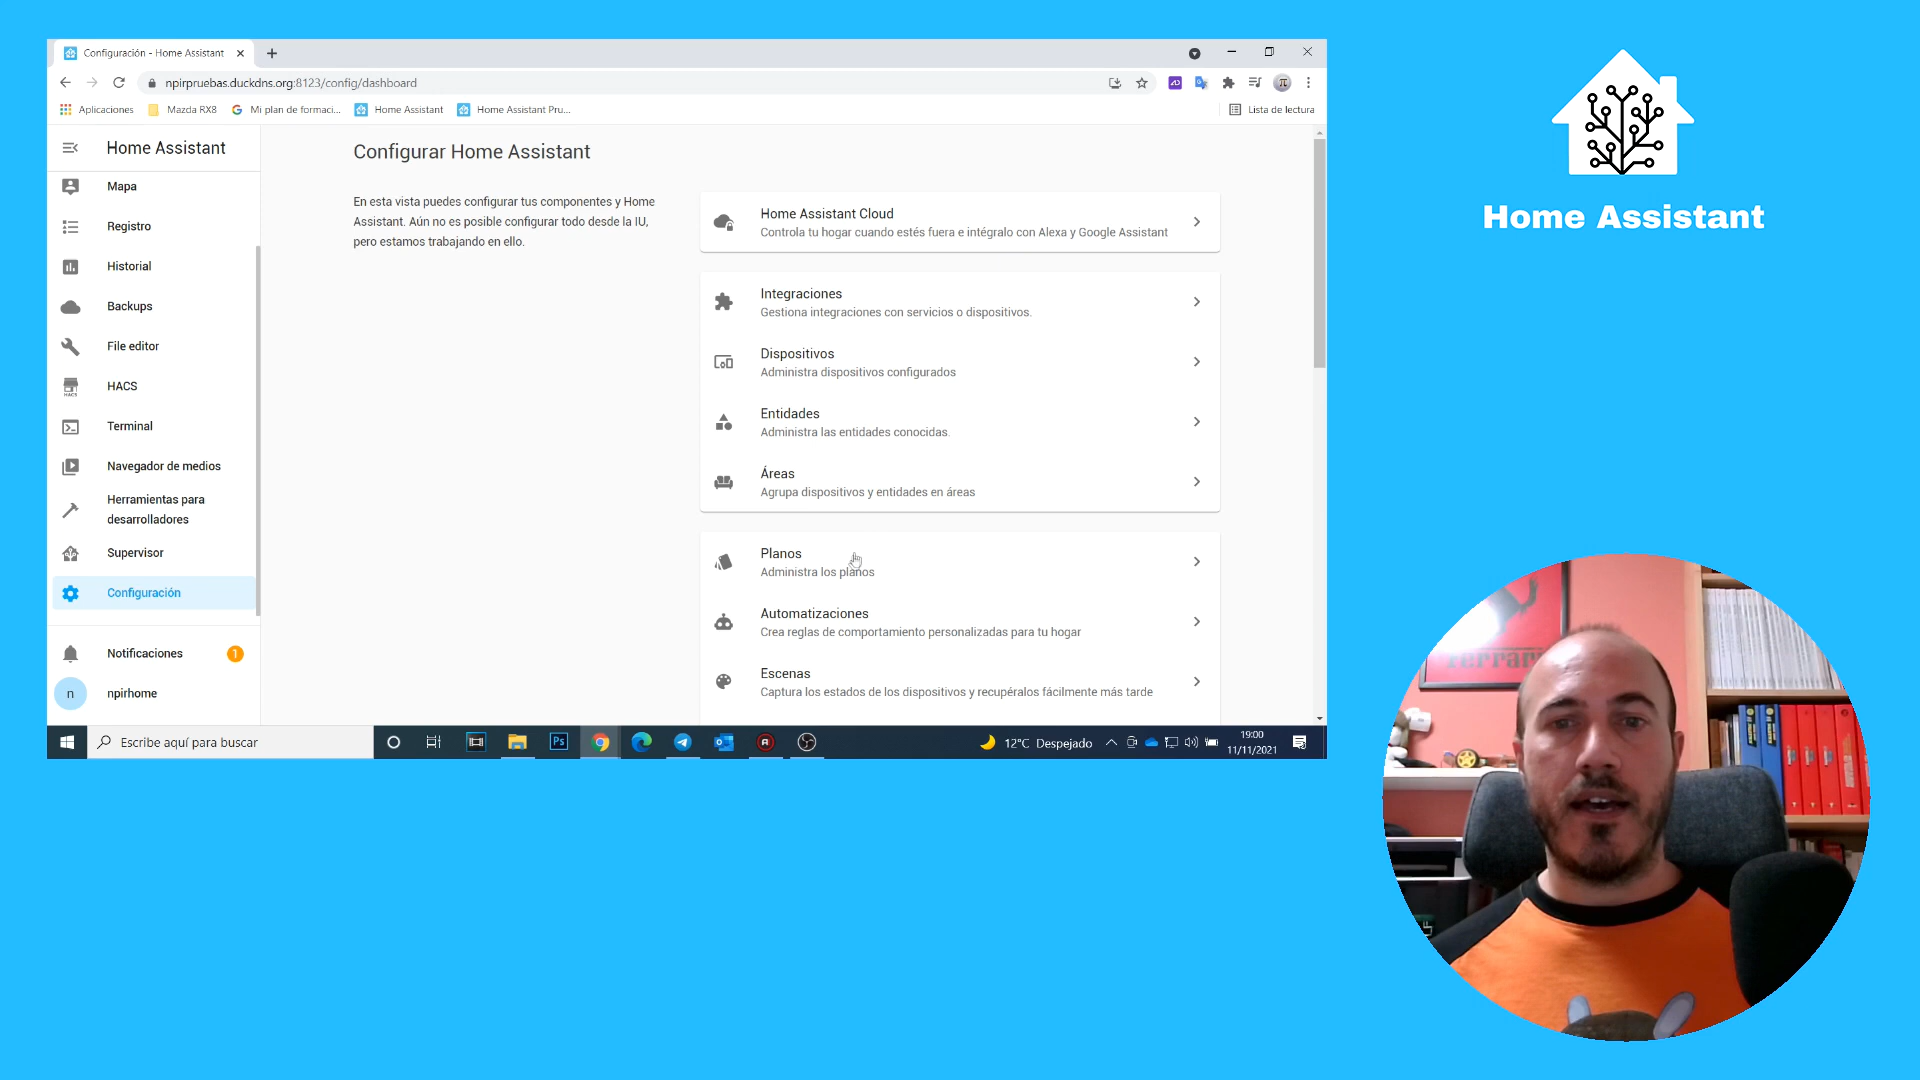 Configuración - Home Assistant
npirpruebas.duckdns.org:8123/config/dashboard
Aplicaciones
Mazda RX8
Mi plan de formaci...
Home Assistant
Home Assistant Pru...
Lista de lectura
Home Assistant
Mapa
Registro
Historial
Backups
File editor
HACS
HACS
Terminal
Navegador de medios
Herramientas para
desarrolladores
Supervisor
Configuración
Notificaciones
1
n
npirhome
Configurar Home Assistant
En esta vista puedes configurar tus componentes y Home
Assistant. Aún no es posible configurar todo desde la IU,
pero estamos trabajando en ello.
Home Assistant Cloud
Controla tu hogar cuando estés fuera e intégralo con Alexa y Google Assistant
Integraciones
Gestiona integraciones con servicios o dispositivos.
Dispositivos
Administra dispositivos configurados
Entidades
Administra las entidades conocidas.
Áreas
Agrupa dispositivos y entidades en áreas
Planos
Administra los planos
Automatizaciones
Crea reglas de comportamiento personalizadas para tu hogar
Escenas
Captura los estados de los dispositivos y recupéralos fácilmente más tarde
Escribe aquí para buscar
Ps
12°C Despejado
19:00
11/11/2021
Home Assistant
Ferrari